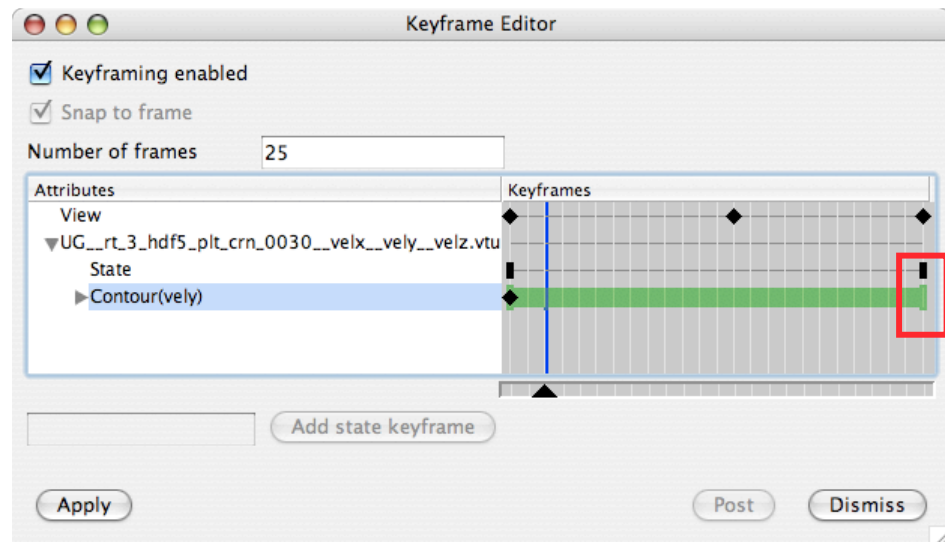 Keyframe Editor
Keyframing enabled
Snap to frame
Number of frames 25
Attributes Keyframes
View
UG__rt_3_hdf5_plt_crn_0030__velx__vely__velz.vtu
State
Contour(vely)
Add state keyframe
Apply Post Dismiss